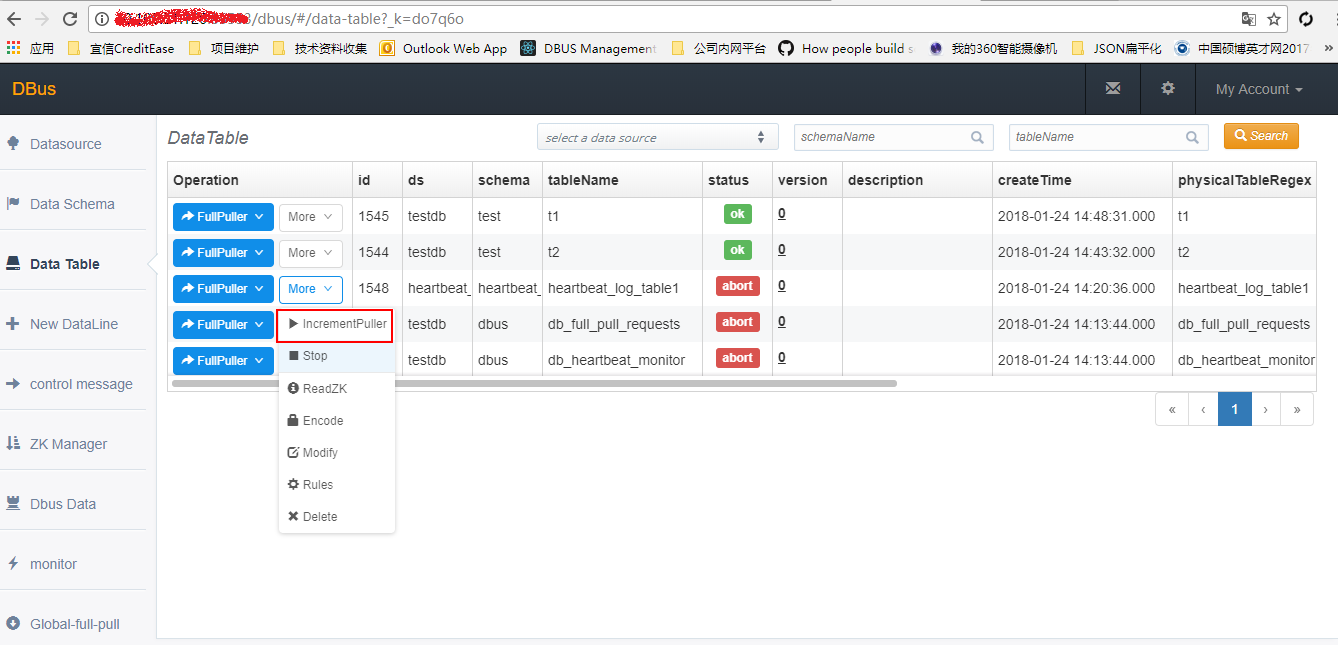 /dbus/#/data-table?_k=do7q6o
应用 宜信CreditEase 项目维护 技术资料收集 Outlook Web App DBUS Management 公司内网平台 How people build s 我的360智能摄像机 JSON扁平化 中国硕博英才网2017 »
DBus My Account
Datasource
Data Schema
Data Table
New DataLine
control message
ZK Manager
Dbus Data
monitor
Global-full-pull
DataTable select a data source schemaName tableName Search
Operation id ds schema tableName status version description createTime physicalTableRegex
FullPuller More 1545 testdb test t1 ok 0 2018-01-24 14:48:31.000 t1
FullPuller More 1544 testdb test t2 ok 0 2018-01-24 14:43:32.000 t2
FullPuller More 1548 heartbeat_ heartbeat_ heartbeat_log_table1 abort 0 2018-01-24 14:20:36.000 heartbeat_log_table1
FullPuller testdb dbus db_full_pull_requests abort 0 2018-01-24 14:13:44.000 db_full_pull_requests
FullPuller testdb dbus db_heartbeat_monitor abort 0 2018-01-24 14:13:44.000 db_heartbeat_monitor
IncrementPuller
Stop
ReadZK
Encode
Modify
Rules
Delete
« ‹ 1 › »